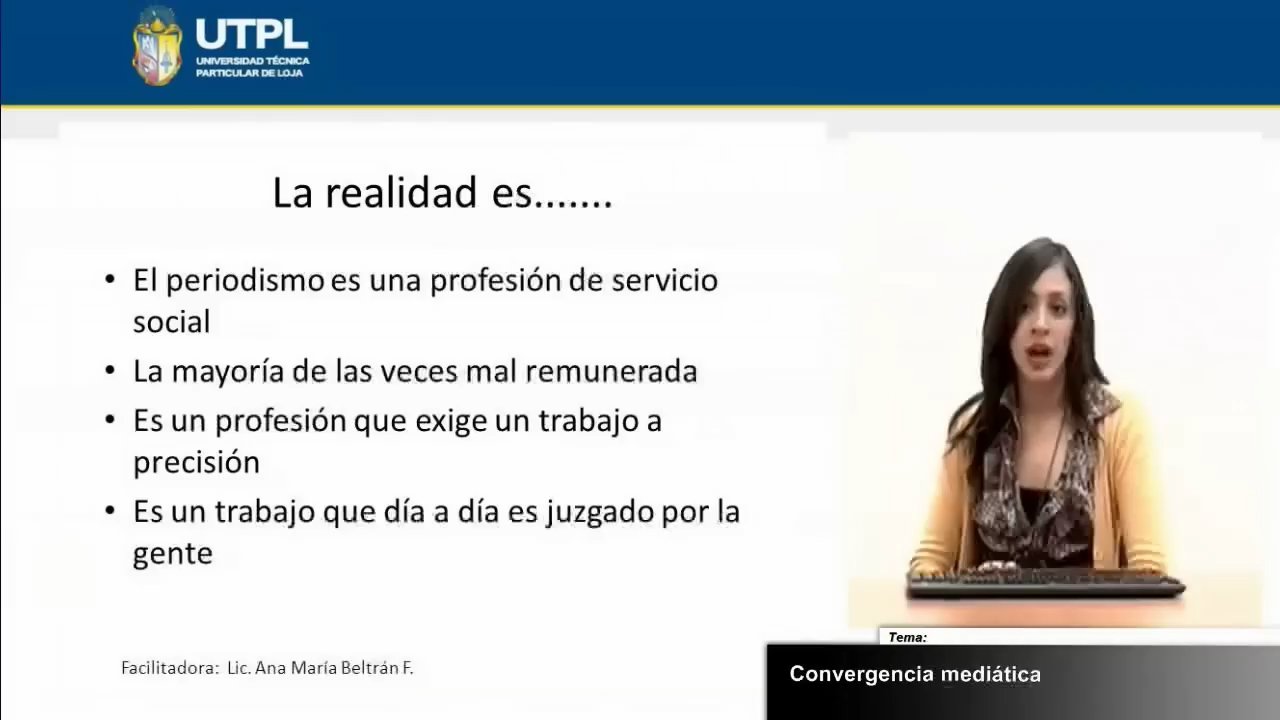 UTPL
UNIVERSIDAD TÉCNICA
PARTICULAR DE LOJA
La realidad es.......
• El periodismo es una profesión de servicio
social
• La mayoría de las veces mal remunerada
• Es un profesión que exige un trabajo a
precisión
• Es un trabajo que día a día es juzgado por la
gente
Facilitadora: Lic. Ana María Beltrán F.
Tema:
Convergencia mediática